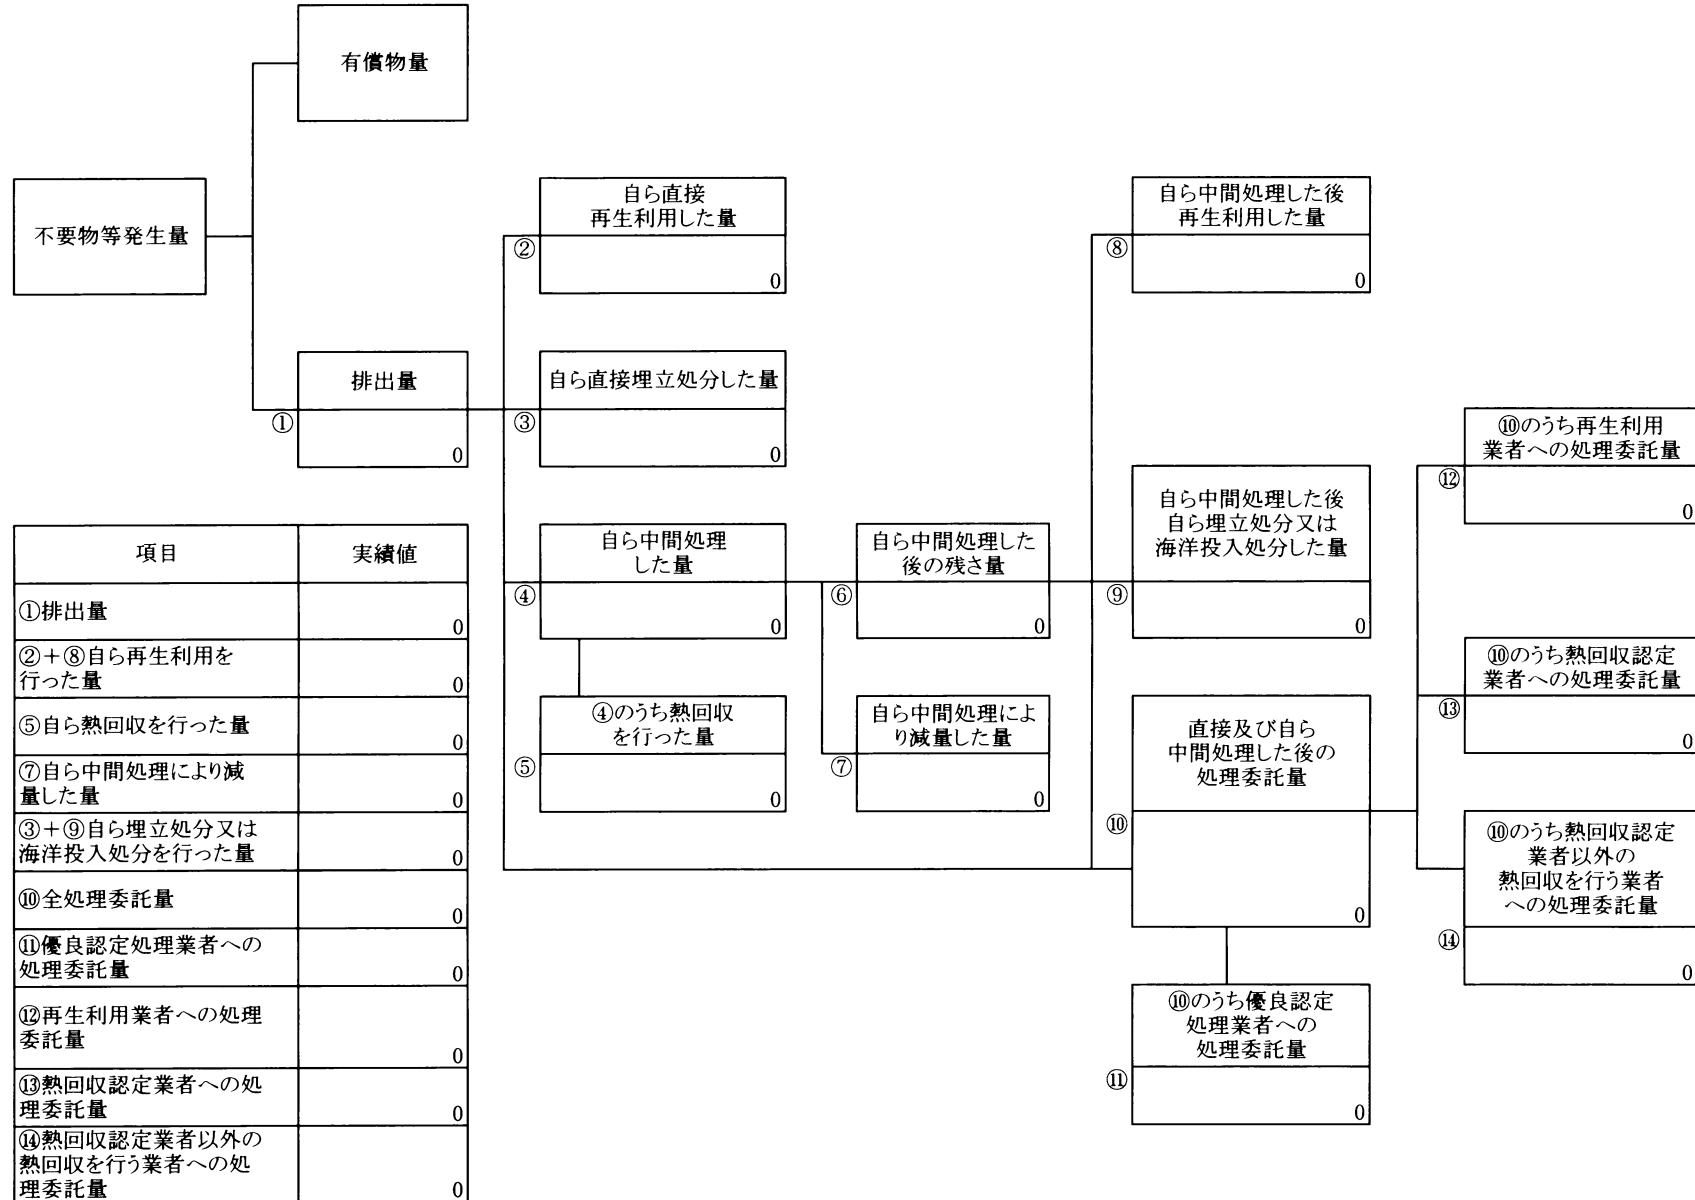 有償物量
不要物等発生量
排出量
①
0
自ら直接
再生利用した量
②
0
自ら直接埋立処分した量
③
0
自ら中間処理
した量
④
0
④のうち熱回収
を行った量
⑤
0
自ら中間処理した
後の残さ量
⑥
0
自ら中間処理によ
り減量した量
⑦
0
自ら中間処理した後
再生利用した量
⑧
0
自ら中間処理した後
自ら埋立処分又は
海洋投入処分した量
⑨
0
直接及び自ら
中間処理した後の
処理委託量
⑩
0
⑩のうち優良認定
処理業者への
処理委託量
⑪
0
⑩のうち再生利用
業者への処理委託量
⑫
0
⑩のうち熱回収認定
業者への処理委託量
⑬
0
⑩のうち熱回収認定
業者以外の
熱回収を行う業者
への処理委託量
⑭
0
項目 実績値
①排出量
0
②+⑧自ら再生利用を
行った量
0
⑤自ら熱回収を行った量
0
⑦自ら中間処理により減
量した量
0
③+⑨自ら埋立処分又は
海洋投入処分を行った量
0
⑩全処理委託量
0
⑪優良認定処理業者への
処理委託量
0
⑫再生利用業者への処理
委託量
0
⑬熱回収認定業者への処
理委託量
0
⑭熱回収認定業者以外の
熱回収を行う業者への処
理委託量
0